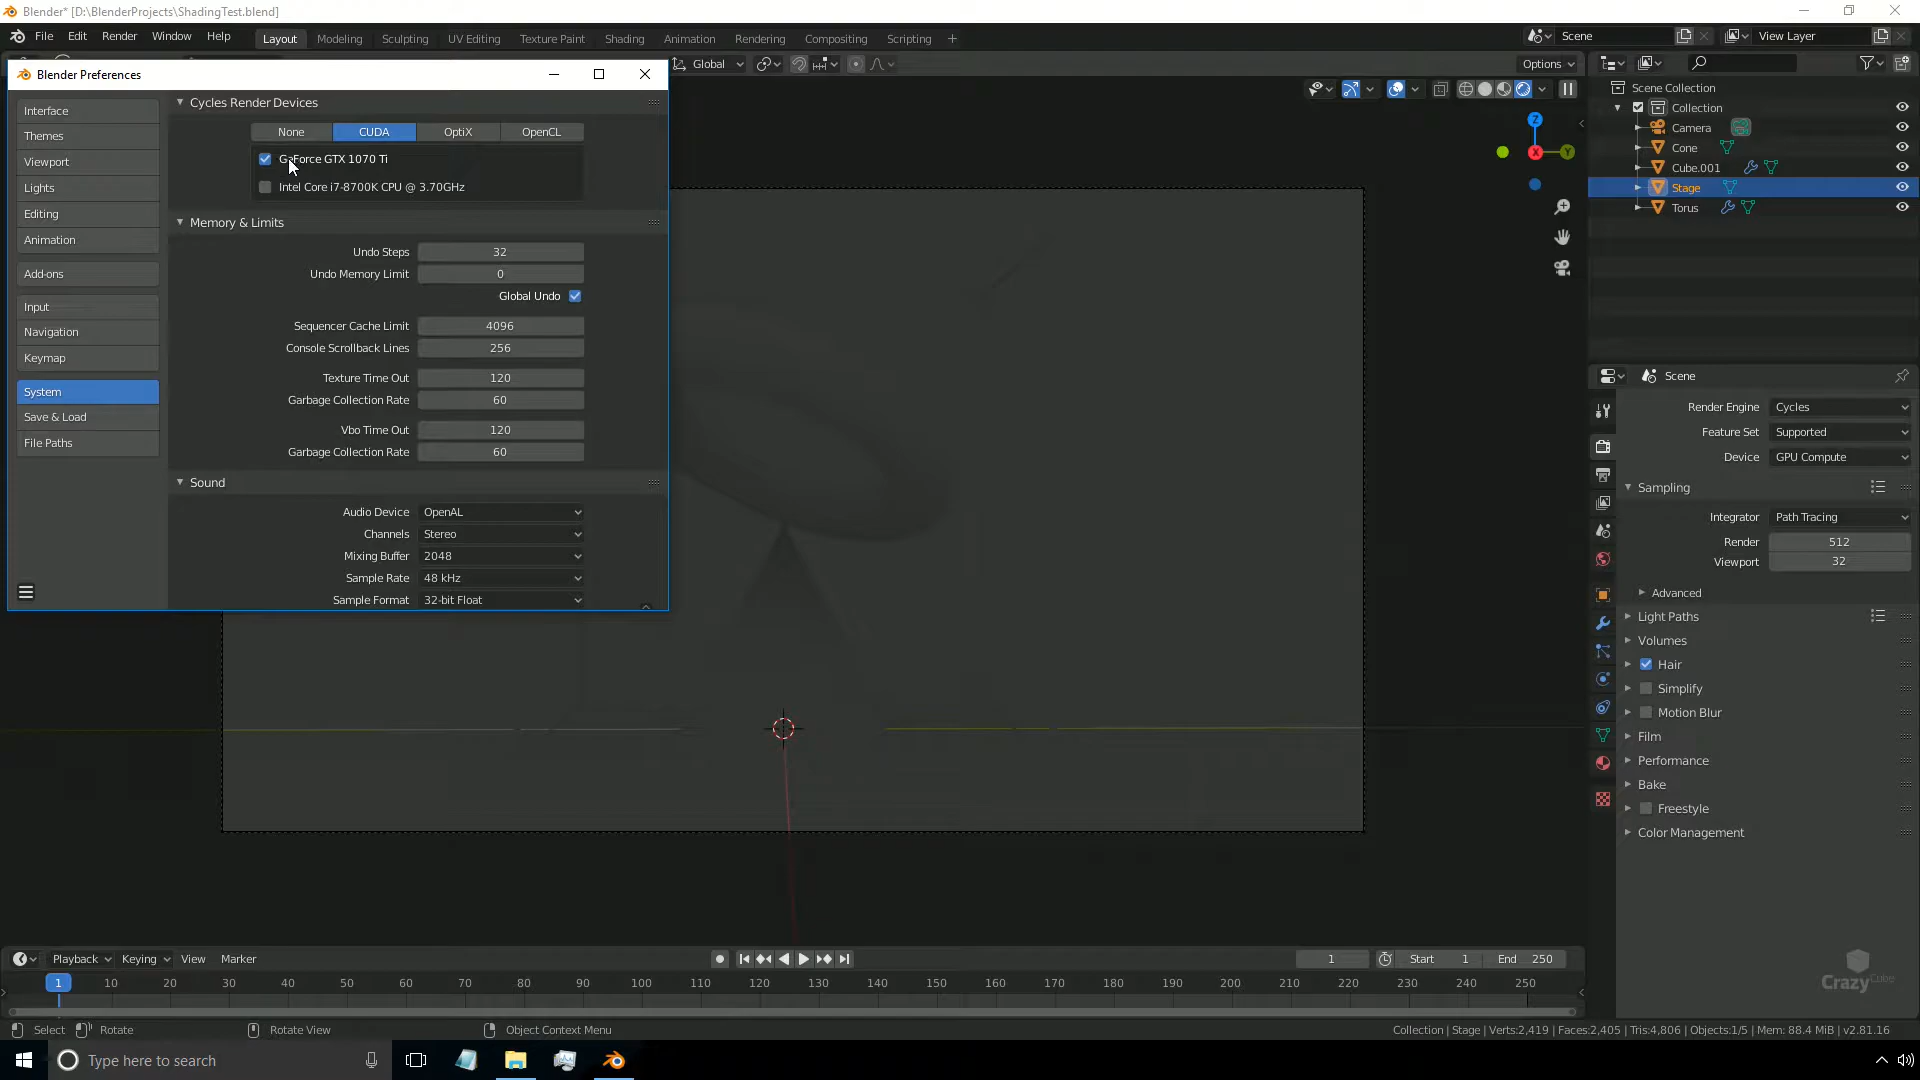 Blender* [D:\BlenderProjects\ShadingTest.blend]
File Edit Render Window Help Layout Modeling Sculpting UV Editing Texture Paint Shading Animation Rendering Compositing Scripting + Scene View Layer
Global Options
Blender Preferences
Interface
Themes
Viewport
Lights
Editing
Animation
Add-ons
Input
Navigation
Keymap
System
Save & Load
File Paths
Cycles Render Devices
None CUDA OptiX OpenCL
GeForce GTX 1070 Ti
Intel Core i7-8700K CPU @ 3.70GHz
Memory & Limits
Undo Steps 32
Undo Memory Limit 0
Global Undo
Sequencer Cache Limit 4096
Console Scrollback Lines 256
Texture Time Out 120
Garbage Collection Rate 60
Vbo Time Out 120
Garbage Collection Rate 60
Sound
Audio Device OpenAL
Channels Stereo
Mixing Buffer 2048
Sample Rate 48 kHz
Sample Format 32-bit Float
Z
X
Y
Scene Collection
Collection
Camera
Cone
Cube.001
Stage
Torus
Scene
Render Engine Cycles
Feature Set Supported
Device GPU Compute
Sampling
Integrator Path Tracing
Render 512
Viewport 32
Advanced
Light Paths
Volumes
Hair
Simplify
Motion Blur
Film
Performance
Bake
Freestyle
Color Management
CrazyCube
Playback Keying View Marker 1 Start 1 End 250
1 10 20 30 40 50 60 70 80 90 100 110 120 130 140 150 160 170 180 190 200 210 220 230 240 250
Select Rotate Rotate View Object Context Menu Collection | Stage | Verts:2,419 | Faces:2,405 | Tris:4,806 | Objects:1/5 | Mem: 88.4 MiB | v2.81.16
Type here to search